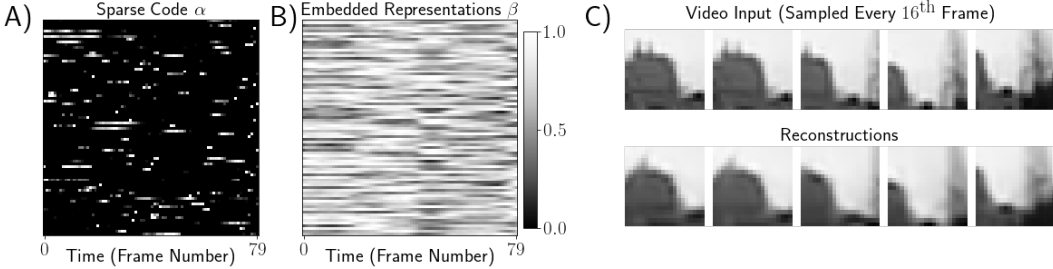 A)
Sparse Code α
0
79
Time (Frame Number)
B)
Embedded Representations β
1.0
0.5
0.0
0
79
Time (Frame Number)
C)
Video Input (Sampled Every 16th Frame)
Reconstructions